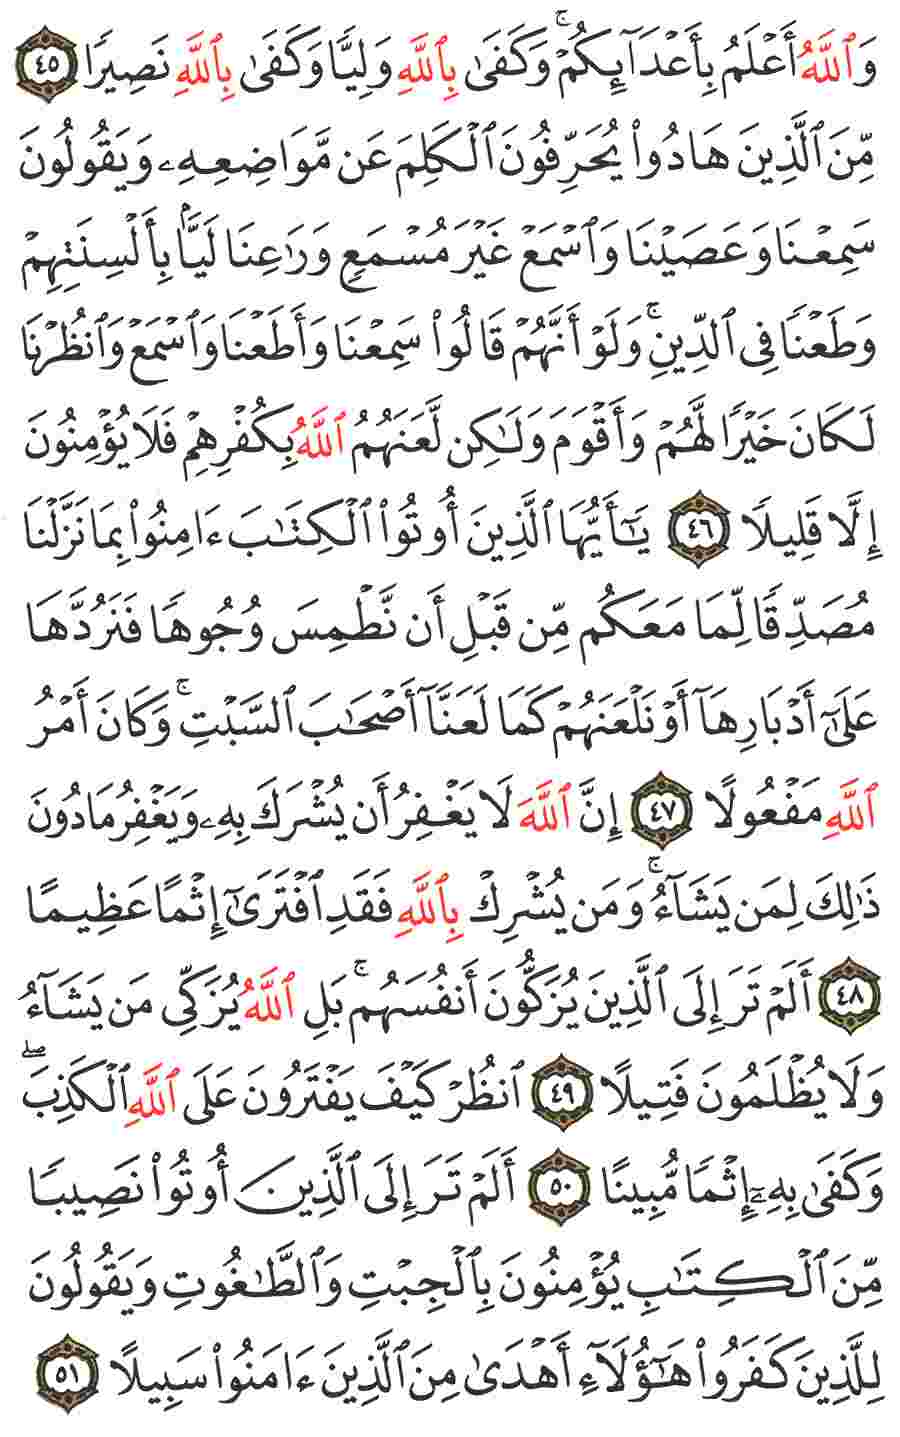 وَٱللَّهُ أَعْلَمُ بِأَعْدَآئِكُمْ ۚ وَكَفَىٰ بِٱللَّهِ وَلِيًّا وَكَفَىٰ بِٱللَّهِ نَصِيرًا ٤٥
مِّنَ ٱلَّذِينَ هَادُوا۟ يُحَرِّفُونَ ٱلْكَلِمَ عَن مَّوَاضِعِهِۦ وَيَقُولُونَ
سَمِعْنَا وَعَصَيْنَا وَٱسْمَعْ غَيْرَ مُسْمَعٍ وَرَٰعِنَا لَيًّۢا بِأَلْسِنَتِهِمْ
وَطَعْنًا فِى ٱلدِّينِ ۚ وَلَوْ أَنَّهُمْ قَالُوا۟ سَمِعْنَا وَأَطَعْنَا وَٱسْمَعْ وَٱنظُرْنَا
لَكَانَ خَيْرًا لَّهُمْ وَأَقْوَمَ وَلَٰكِن لَّعَنَهُمُ ٱللَّهُ بِكُفْرِهِمْ فَلَا يُؤْمِنُونَ
إِلَّا قَلِيلًا ٤٦ يَٰٓأَيُّهَا ٱلَّذِينَ أُوتُوا۟ ٱلْكِتَٰبَ ءَامِنُوا۟ بِمَا نَزَّلْنَا
مُصَدِّقًا لِّمَا مَعَكُم مِّن قَبْلِ أَن نَّطْمِسَ وُجُوهًا فَنَرُدَّهَا
عَلَىٰٓ أَدْبَارِهَآ أَوْ نَلْعَنَهُمْ كَمَا لَعَنَّآ أَصْحَٰبَ ٱلسَّبْتِ ۚ وَكَانَ أَمْرُ
ٱللَّهِ مَفْعُولًا ٤٧ إِنَّ ٱللَّهَ لَا يَغْفِرُ أَن يُشْرَكَ بِهِۦ وَيَغْفِرُ مَا دُونَ
ذَٰلِكَ لِمَن يَشَآءُ ۚ وَمَن يُشْرِكْ بِٱللَّهِ فَقَدِ ٱفْتَرَىٰٓ إِثْمًا عَظِيمًا
٤٨ أَلَمْ تَرَ إِلَى ٱلَّذِينَ يُزَكُّونَ أَنفُسَهُم ۚ بَلِ ٱللَّهُ يُزَكِّى مَن يَشَآءُ
وَلَا يُظْلَمُونَ فَتِيلًا ٤٩ ٱنظُرْ كَيْفَ يَفْتَرُونَ عَلَى ٱللَّهِ ٱلْكَذِبَ ۖ
وَكَفَىٰ بِهِۦٓ إِثْمًا مُّبِينًا ٥٠ أَلَمْ تَرَ إِلَى ٱلَّذِينَ أُوتُوا۟ نَصِيبًا
مِّنَ ٱلْكِتَٰبِ يُؤْمِنُونَ بِٱلْجِبْتِ وَٱلطَّٰغُوتِ وَيَقُولُونَ
لِلَّذِينَ كَفَرُوا۟ هَٰٓؤُلَآءِ أَهْدَىٰ مِنَ ٱلَّذِينَ ءَامَنُوا۟ سَبِيلًا ٥١